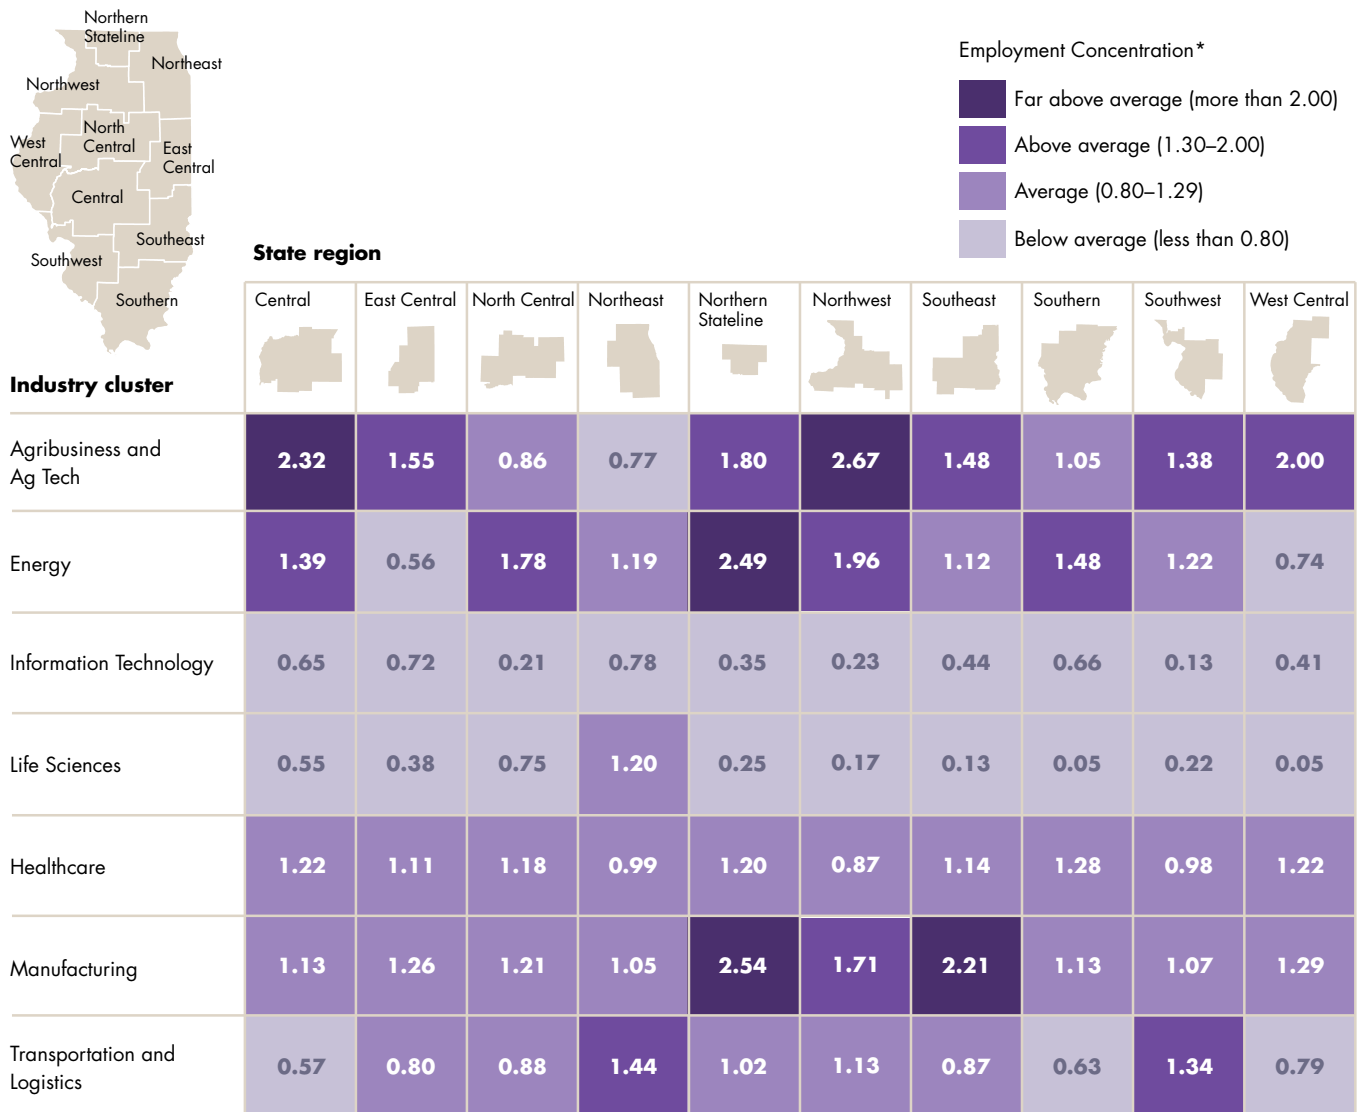 Northern
Stateline
Northeast
Northwest
North
Central
West
Central
East
Central
Central
Southeast
Southwest
Southern
Employment Concentration*
Far above average (more than 2.00)
Above average (1.30–2.00)
Average (0.80–1.29)
Below average (less than 0.80)
State region
Central East Central North Central Northeast Northern Northwest Southeast Southern Southwest West Central
Stateline
Industry cluster
Agribusiness and
Ag Tech
2.32 1.55 0.86 0.77 1.80 2.67 1.48 1.05 1.38 2.00
Energy 1.39 0.56 1.78 1.19 2.49 1.96 1.12 1.48 1.22 0.74
Information Technology 0.65 0.72 0.21 0.78 0.35 0.23 0.44 0.66 0.13 0.41
Life Sciences 0.55 0.38 0.75 1.20 0.25 0.17 0.13 0.05 0.22 0.05
Healthcare 1.22 1.11 1.18 0.99 1.20 0.87 1.14 1.28 0.98 1.22
Manufacturing 1.13 1.26 1.21 1.05 2.54 1.71 2.21 1.13 1.07 1.29
Transportation and
Logistics
0.57 0.80 0.88 1.44 1.02 1.13 0.87 0.63 1.34 0.79